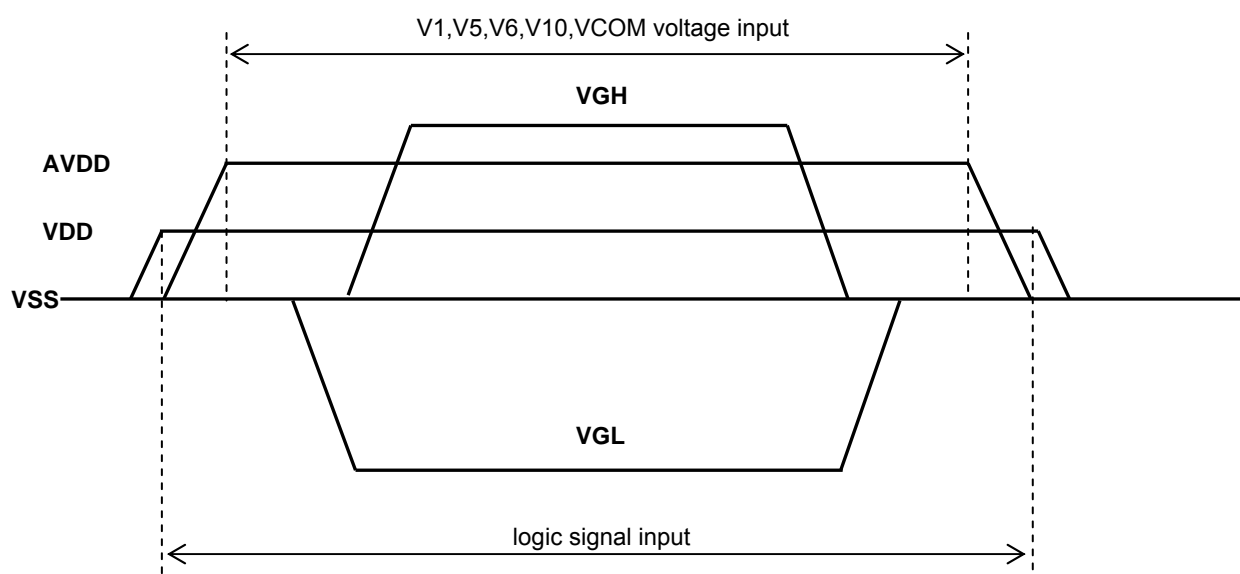 V1,V5,V6,V10,VCOM voltage input
VGH
AVDD
VDD
VSS
VGL
logic signal input